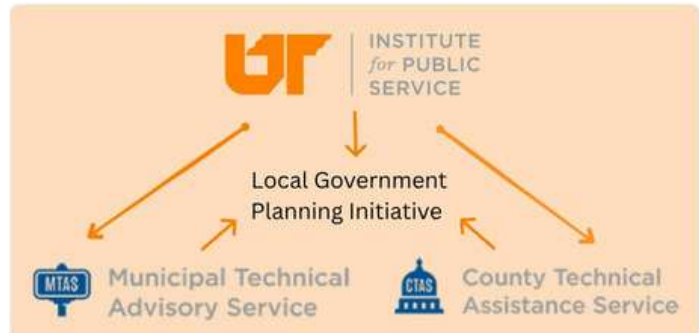 UT
INSTITUTE
for PUBLIC
SERVICE
Local Government
Planning Initiative
MTAS
Municipal Technical
Advisory Service
CTAS
County Technical
Assistance Service